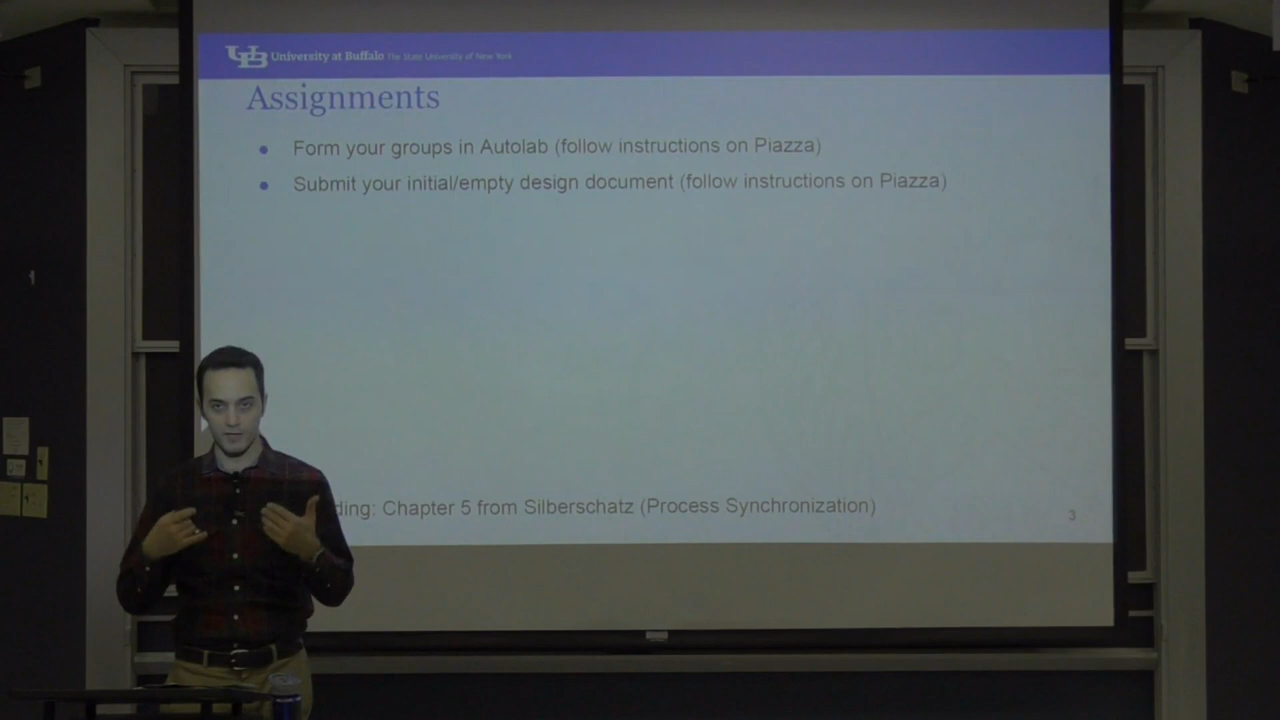 University at Buffalo The State University of New York
Assignments
Form your groups in Autolab (follow instructions on Piazza)
Submit your initial/empty design document (follow instructions on Piazza)
ding: Chapter 5 from Silberschatz (Process Synchronization)
3